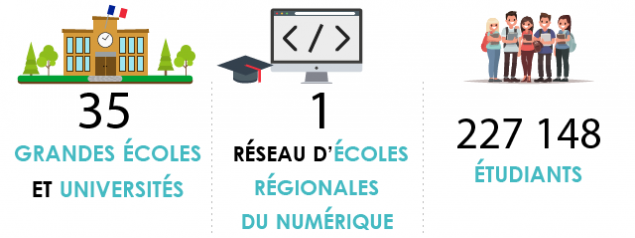 35
GRANDES ÉCOLES
ET UNIVERSITÉS
</>
1
RÉSEAU D'ÉCOLES
RÉGIONALES
DU NUMÉRIQUE
227 148
ÉTUDIANTS